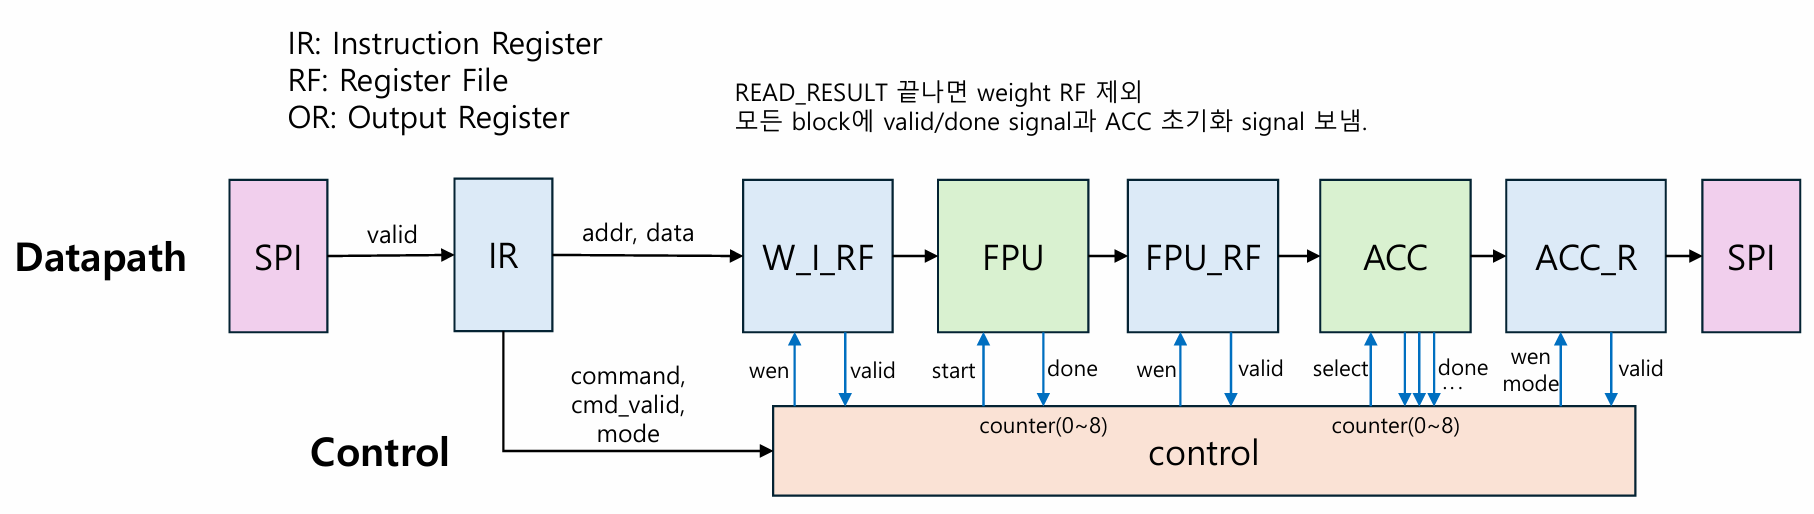 IR: Instruction Register
RF: Register File
OR: Output Register
READ_RESULT 끝나면 weight RF 제외
모든 block에 valid/done signal과 ACC 초기화 signal 보냄.
Datapath
SPI
valid
IR
addr, data
W_I_RF
FPU
FPU_RF
ACC
ACC_R
SPI
command,
cmd_valid,
mode
wen
valid
start
done
wen
valid
select
done
...
wen
mode
valid
Control
counter(0~8)
counter(0~8)
control